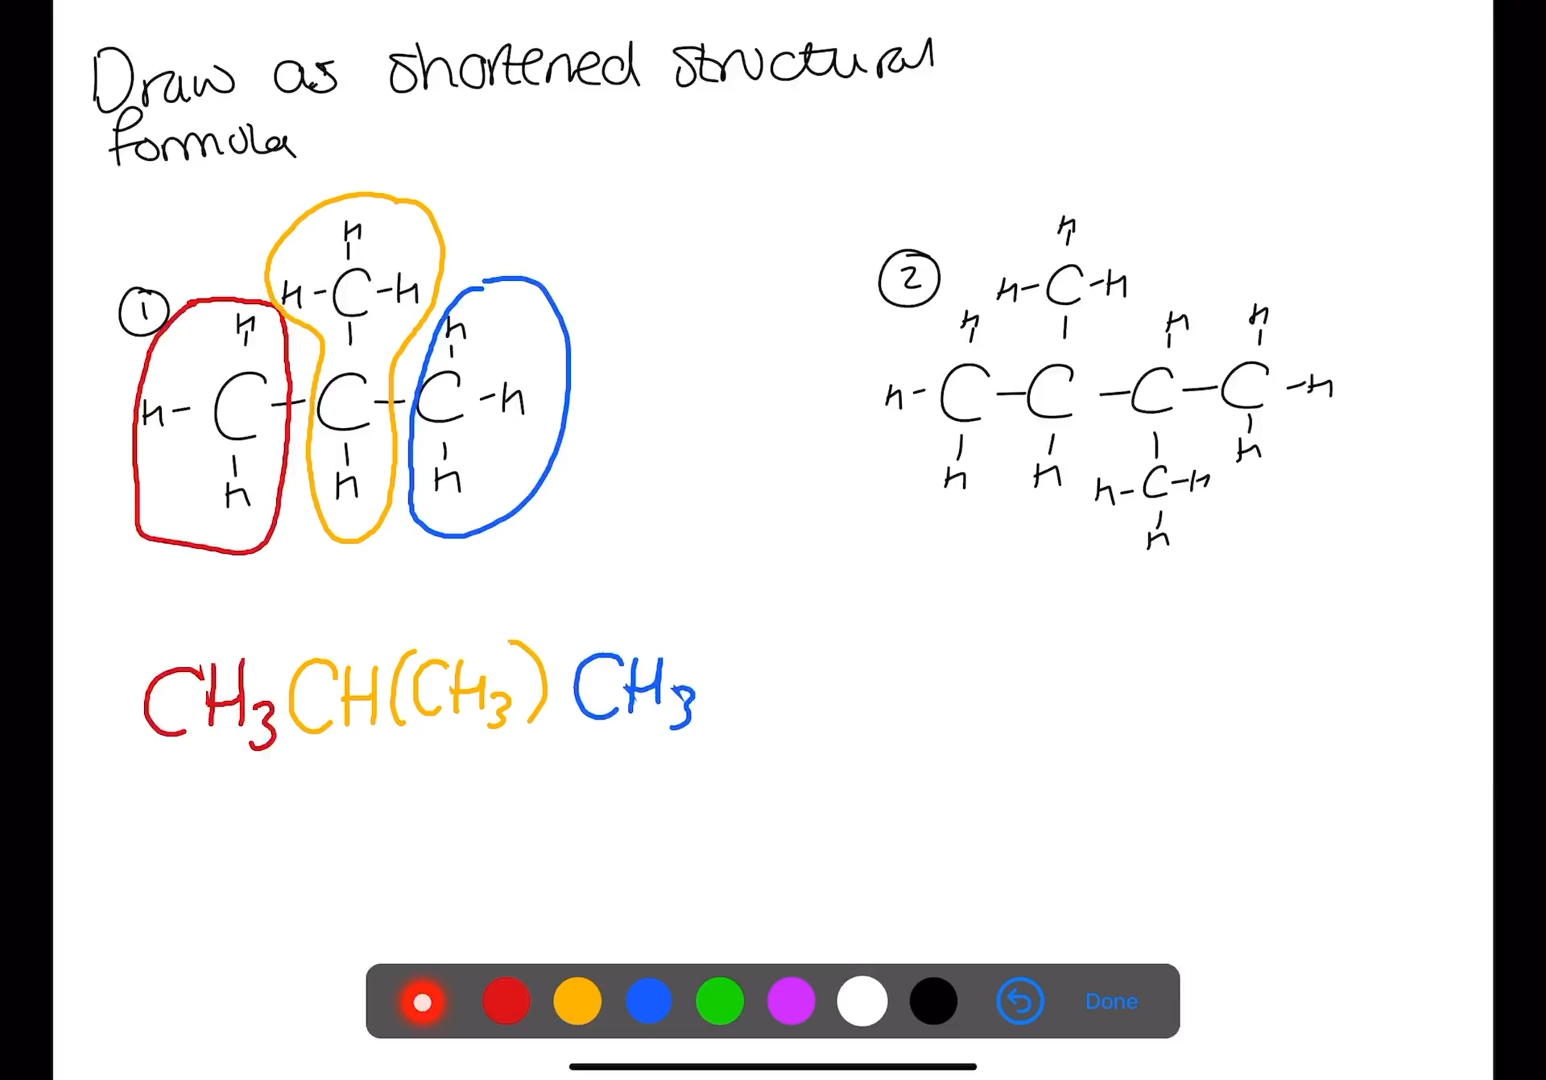 Draw as shortened structural
formula
1
H
H-C-H
H H
H-C-C-C-H
H H H
CH3CH(CH3)CH3
2
H
H-C-H
H H H
H-C-C-C-C-H
H H H
H-C-H
H
Done